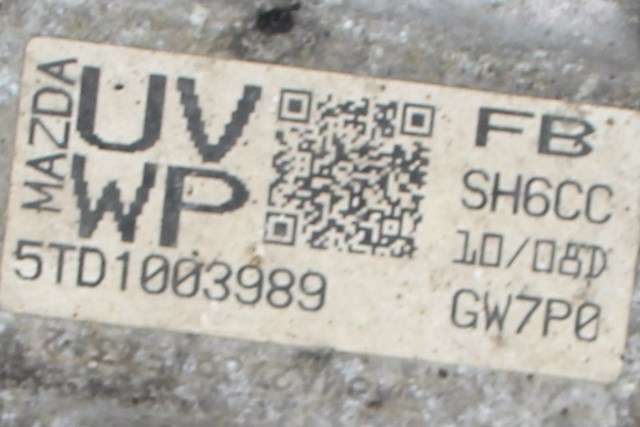 MAZDA
UV
WP
5TD1003989
FB
SH6CC
10/08D
GW7P0